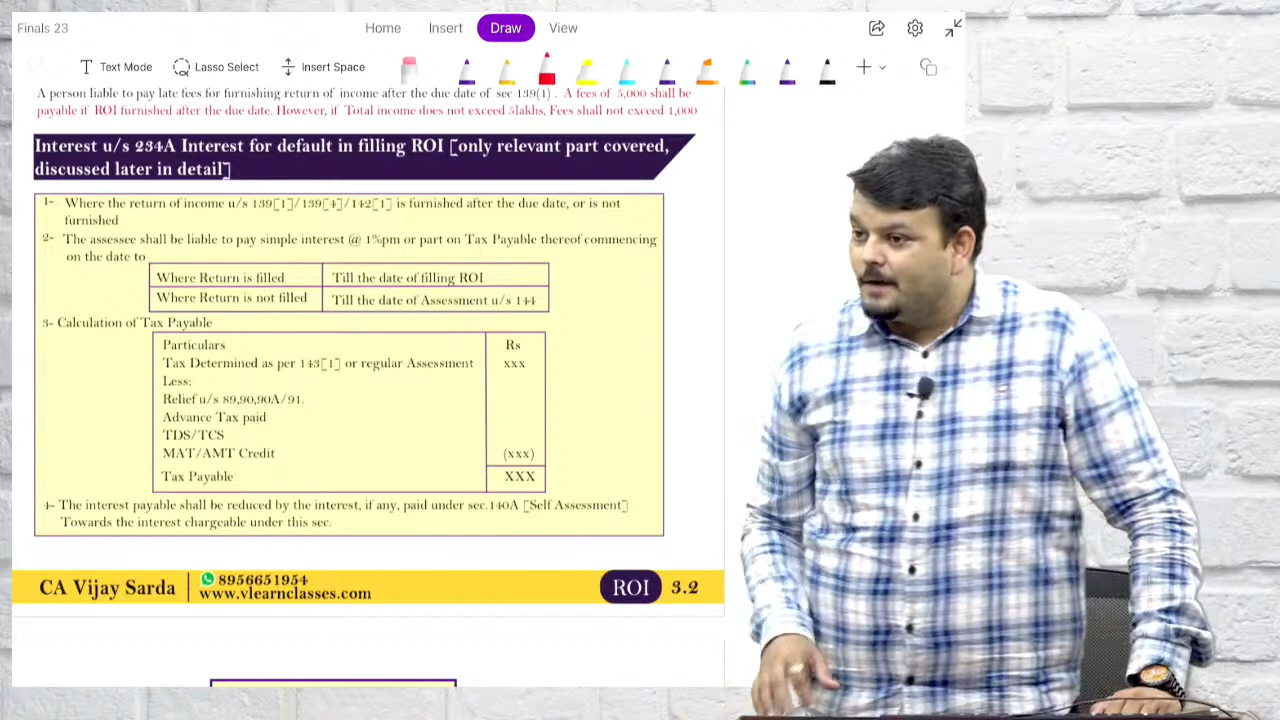 Finals 23
Home Insert Draw View
Text Mode Lasso Select Insert Space
A person liable to pay late fees for furnishing return of income after the due date of sec 139(1) . A fees of 5,000 shall be
payable if ROI furnished after the due date. However, if Total income does not exceed 5lakhs, Fees shall not exceed 1,000
Interest u/s 234A Interest for default in filling ROI [only relevant part covered,
discussed later in detail]
1- Where the return of income u/s 139[1]/139[4]/142[1] is furnished after the due date, or is not
furnished
2- The assessee shall be liable to pay simple interest @ 1%pm or part on Tax Payable thereof commencing
on the date to
Where Return is filled Till the date of filling ROI
Where Return is not filled Till the date of Assessment u/s 144
3- Calculation of Tax Payable
Particulars Rs
Tax Determined as per 143[1] or regular Assessment xxx
Less:
Relief u/s 89,90,90A/91.
Advance Tax paid
TDS/TCS
MAT/AMT Credit (xxx)
Tax Payable XXX
4- The interest payable shall be reduced by the interest, if any, paid under sec.140A [Self Assessment]
Towards the interest chargeable under this sec.
CA Vijay Sarda
8956651954
www.vlearnclasses.com
ROI 3.2